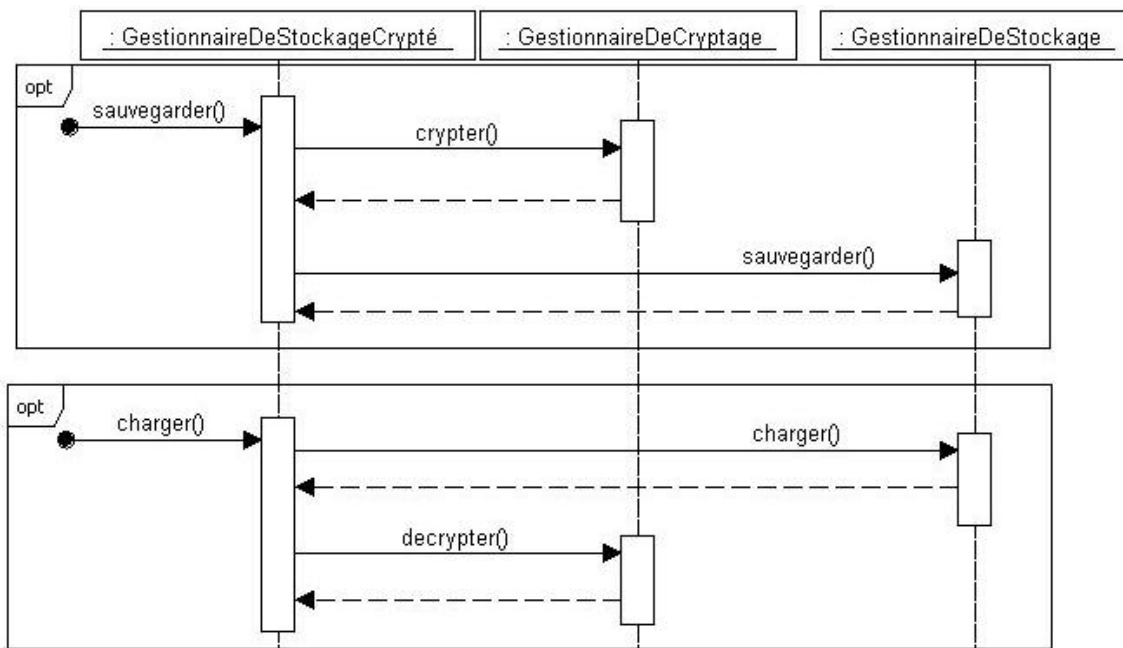 : GestionnaireDeStockageCrypté
: GestionnaireDeCryptage
: GestionnaireDeStockage
opt
sauvegarder()
crypter()
sauvegarder()
opt
charger()
charger()
decrypter()